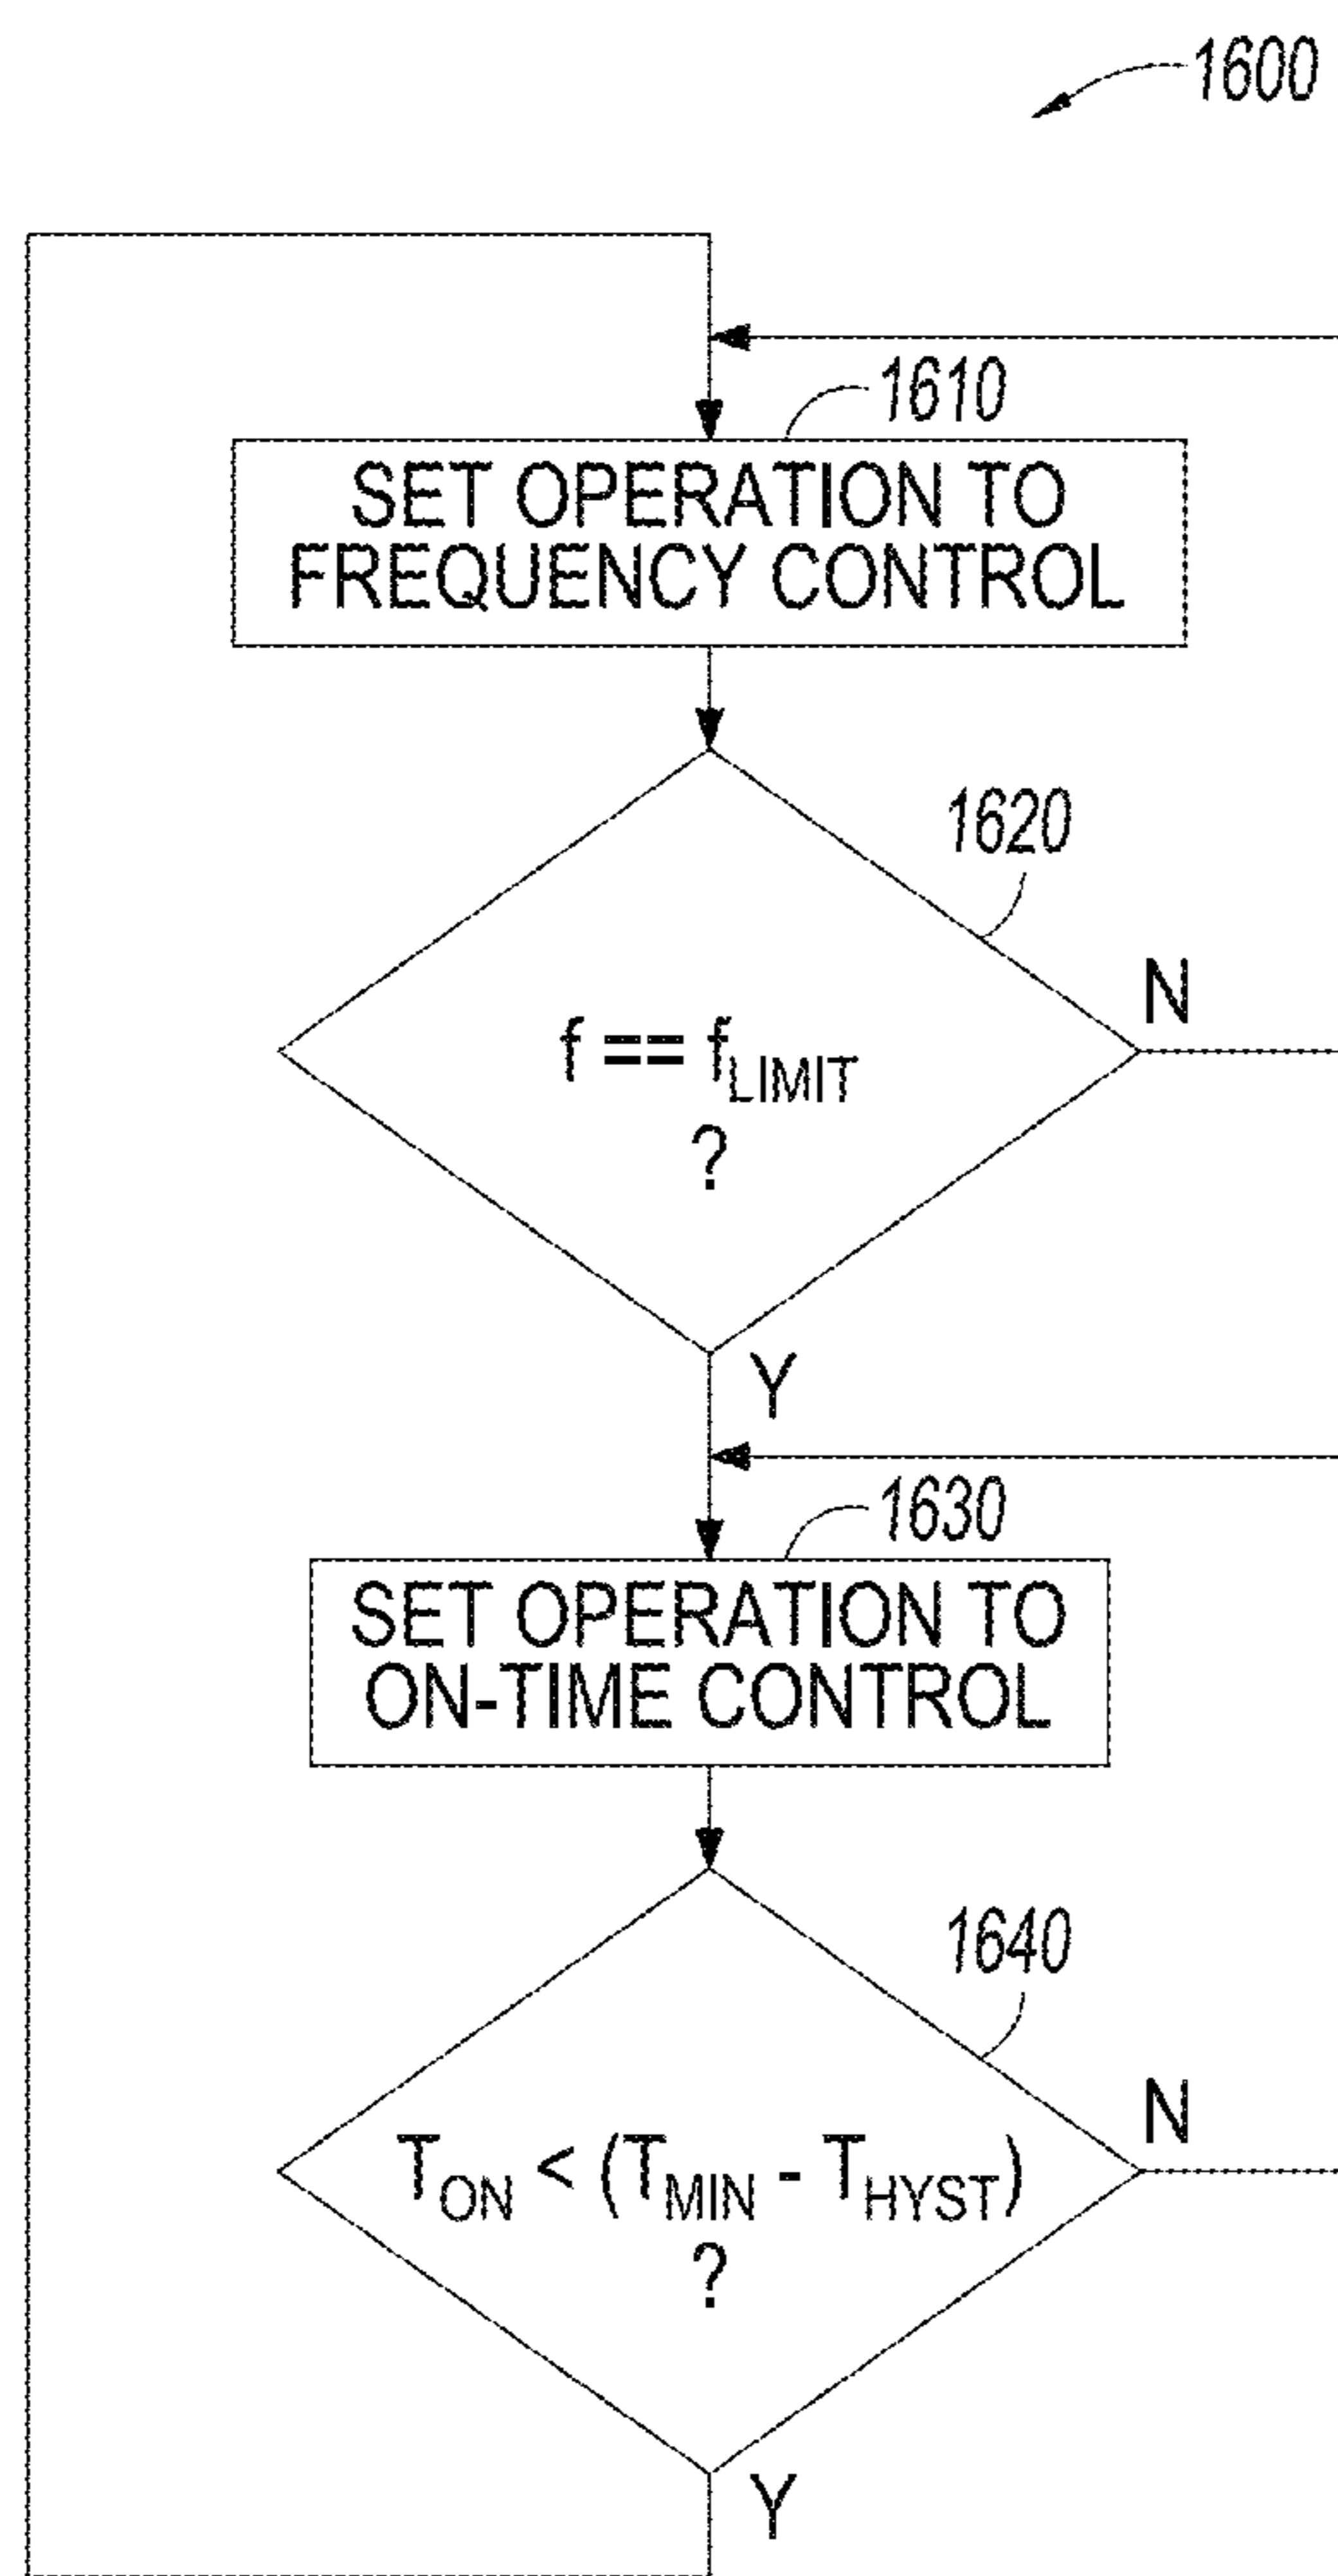 1600
1610
SET OPERATION TO
FREQUENCY CONTROL
1620
N
f == fLIMIT
?
Y
1630
SET OPERATION TO
ON-TIME CONTROL
1640
N
TON < (TMIN - THYST)
?
Y